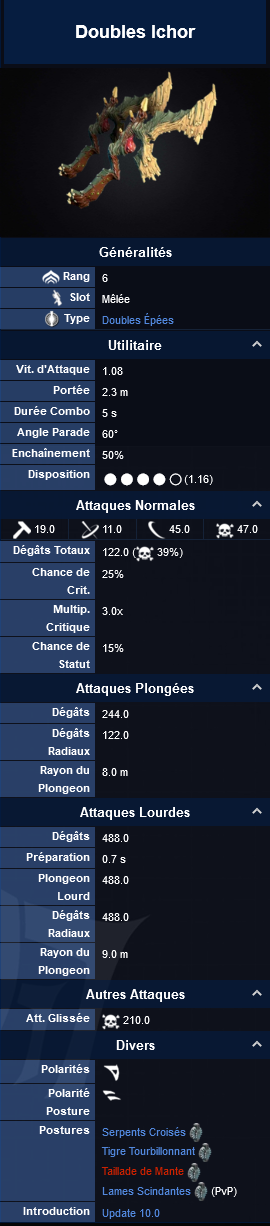 Doubles Ichor
Généralités
Rang 6
Slot Mêlée
Type Doubles Épées
Utilitaire
Vit. d'Attaque 1.08
Portée 2.3 m
Durée Combo 5 s
Angle Parade 60°
Enchaînement 50%
Disposition (1.16)
Attaques Normales
19.0 11.0 45.0 47.0
Dégâts Totaux 122.0 ( 39%)
Chance de 25%
Crit.
Multip. 3.0x
Critique
Chance de 15%
Statut
Attaques Plongées
Dégâts 244.0
Dégâts 122.0
Radiaux
Rayon du 8.0 m
Plongeon
Attaques Lourdes
Dégâts 488.0
Préparation 0.7 s
Plongeon 488.0
Lourd
Dégâts 488.0
Radiaux
Rayon du 9.0 m
Plongeon
Autres Attaques
Att. Glissée 210.0
Divers
Polarités
Polarité
Posture
Postures Serpents Croisés
Tigre Tourbillonnant
Taillade de Mante
Lames Scindantes (PvP)
Introduction Update 10.0